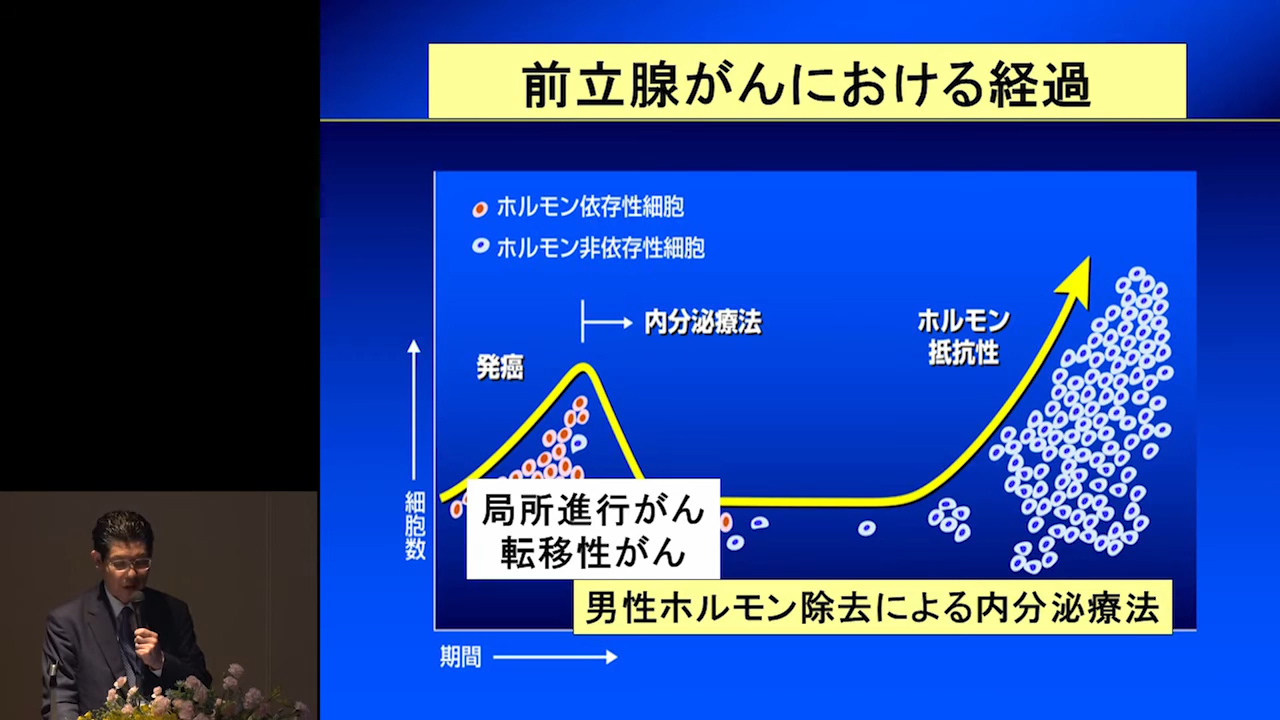 前立腺がんにおける経過
ホルモン依存性細胞
ホルモン非依存性細胞
内分泌療法
発癌
ホルモン
抵抗性
細胞数
局所進行がん
転移性がん
男性ホルモン除去による内分泌療法
期間